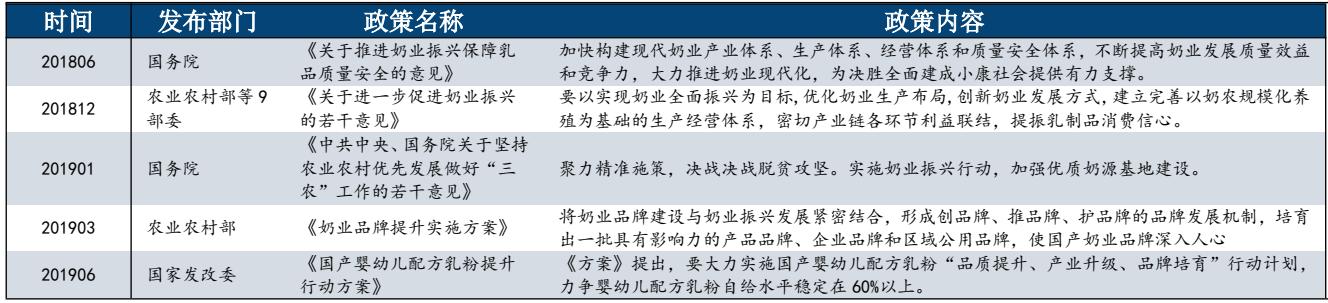 时间 发布部门 政策名称 政策内容
201806 国务院 《关于推进奶业振兴保障乳 加快构建现代奶业产业体系、生产体系、经营体系和质量安全体系，不断提高奶业发展质量效益
品质量安全的意见》 和竞争力，大力推进奶业现代化，为决胜全面建成小康社会提供有力支撑。
201812 农业农村部等9 《关于进一步促进奶业振兴 要以实现奶业全面振兴为目标,优化奶业生产布局,创新奶业发展方式,建立完善以奶农规模化养
部委 的若干意见》 殖为基础的生产经营体系，密切产业链各环节利益联结，提振乳制品消费信心。
《中共中央、国务院关于坚持
201901 国务院 农业农村优先发展做好“三 聚力精准施策，决战决战脱贫攻坚。实施奶业振兴行动，加强优质奶源基地建设。
农”工作的若干意见》
201903 农业农村部 《奶业品牌提升实施方案》 将奶业品牌建设与奶业振兴发展紧密结合，形成创品牌、推品牌、护品牌的品牌发展机制，培育
出一批具有影响力的产品品牌、企业品牌和区域公用品牌，使国产奶业品牌深入人心
201906 国家发改委 《国产婴幼儿配方乳粉提升 《方案》提出，要大力实施国产婴幼儿配方乳粉“品质提升、产业升级、品牌培育”行动计划，
行动方案》 力争婴幼儿配方乳粉自给水平稳定在60%以上。